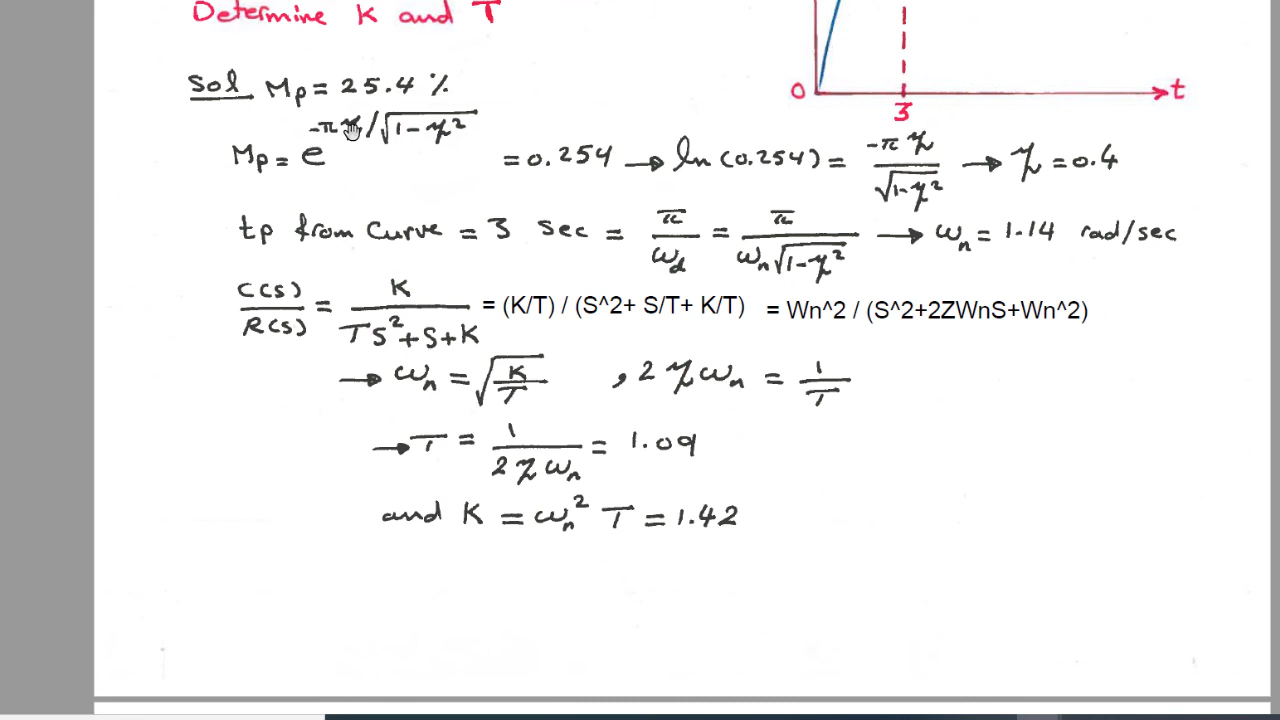 Determine K and T
Sol Mp = 25.4 %
0 3 t
Mp = e^-πζ/√1-ζ² = 0.254 → ln(0.254) = -πζ/√1-ζ² → ζ = 0.4
tp from Curve = 3 sec = π/ωd = π/ωn√1-ζ² → ωn = 1.14 rad/sec
C(S)/R(S) = K/TS²+S+K = (K/T) / (S^2+ S/T+ K/T) = Wn^2 / (S^2+2ZWnS+Wn^2)
→ ωn = √K/T , 2ζωn = 1/T
→ T = 1/2ζωn = 1.09
and K = ωn² T = 1.42